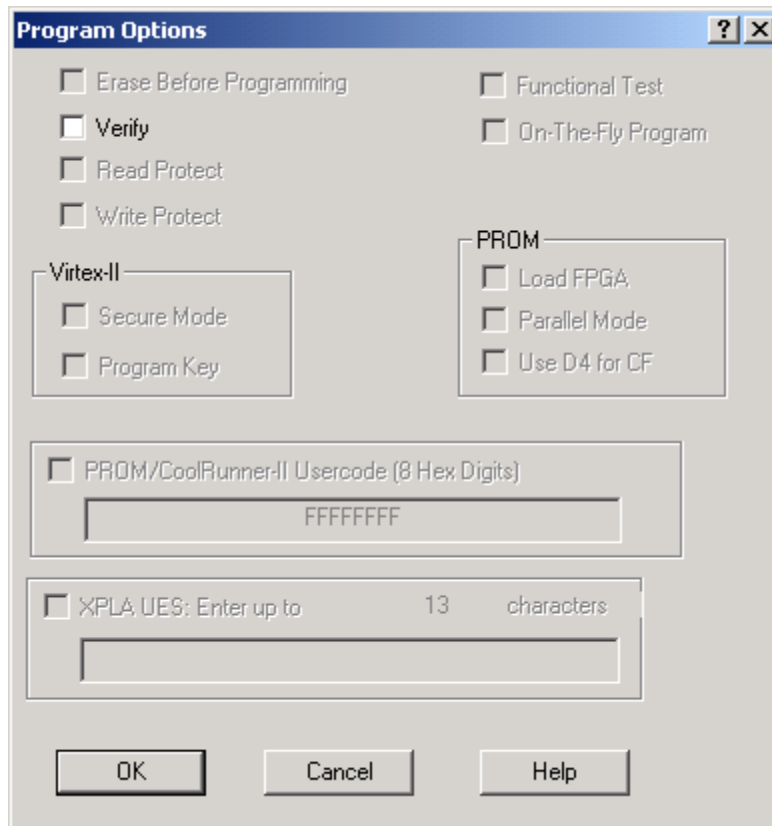 Program Options
Erase Before Programming
Functional Test
Verify
On-The-Fly Program
Read Protect
Write Protect
PROM
Virtex-II
Load FPGA
Secure Mode
Parallel Mode
Program Key
Use D4 for CF
PROM/CoolRunner-II Usercode (8 Hex Digits)
FFFFFFFF
XPLA UES: Enter up to 13 characters
OK Cancel Help